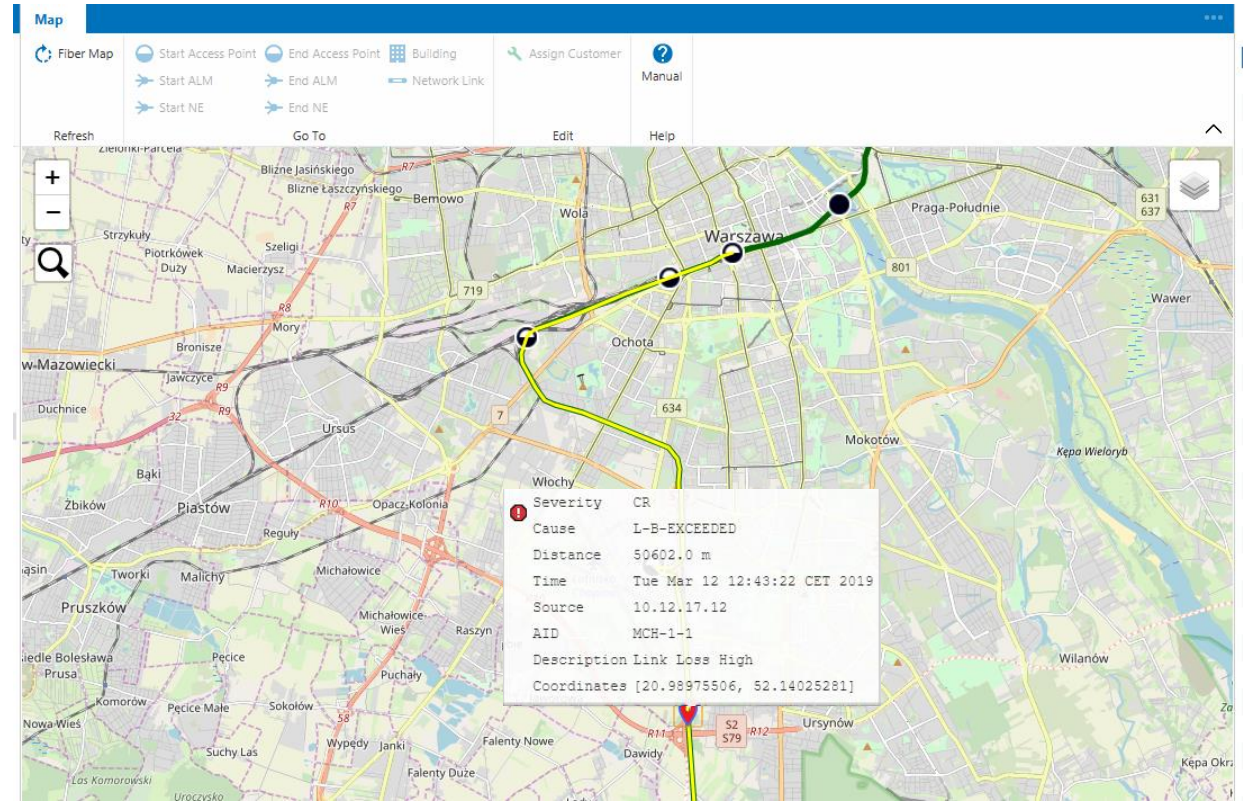 Map
Fiber Map
Start Access Point
End Access Point
Building
Assign Customer
Start ALM
End ALM
Network Link
Manual
Start NE
End NE
Refresh
Go To
Edit
Help
+
−
Blizne Jasińskiego
R7
Blizne Łaszczyńskiego
Bemowo
R7
631
637
Praga-Południe
Wola
Strzykuły
Warszawa
Szeligi
Piotrkówek
Duży
Macierzysz
801
719
Wawer
R8
Mory
Ochota
Bronisze
w-Mazowiecki
Jawczyce
R9
Duchnice
32
R9
7
634
Ursus
Mokotów
Kępa Wieloryb
Bąki
Włochy
Żbików
Piastów
R10
Opacz-Kolonia
Severity CR
Cause L-B-EXCEEDED
Distance 50602.0 m
Time Tue Mar 12 12:43:22 CET 2019
Source 10.12.17.12
AID MCH-1-1
Description Link Loss High
Coordinates [20.98975506, 52.14025281]
Reguły
Tworki
Malichy
Michałowice
Pruszków
Michałowice-
Wieś
Raszyn
siedle Bolesława
Prusa
Pęcice
Wilanów
Puchały
Komorów
Pęcice Małe
Sokołów
58
Nowa Wieś
R11
S2
S79
R12
Ursynów
Suchy Las
Wypędy
Janki
Falenty Nowe
Dawidy
Las Komorowski
Falenty Duże
Kępa Okrz
Uroczysko